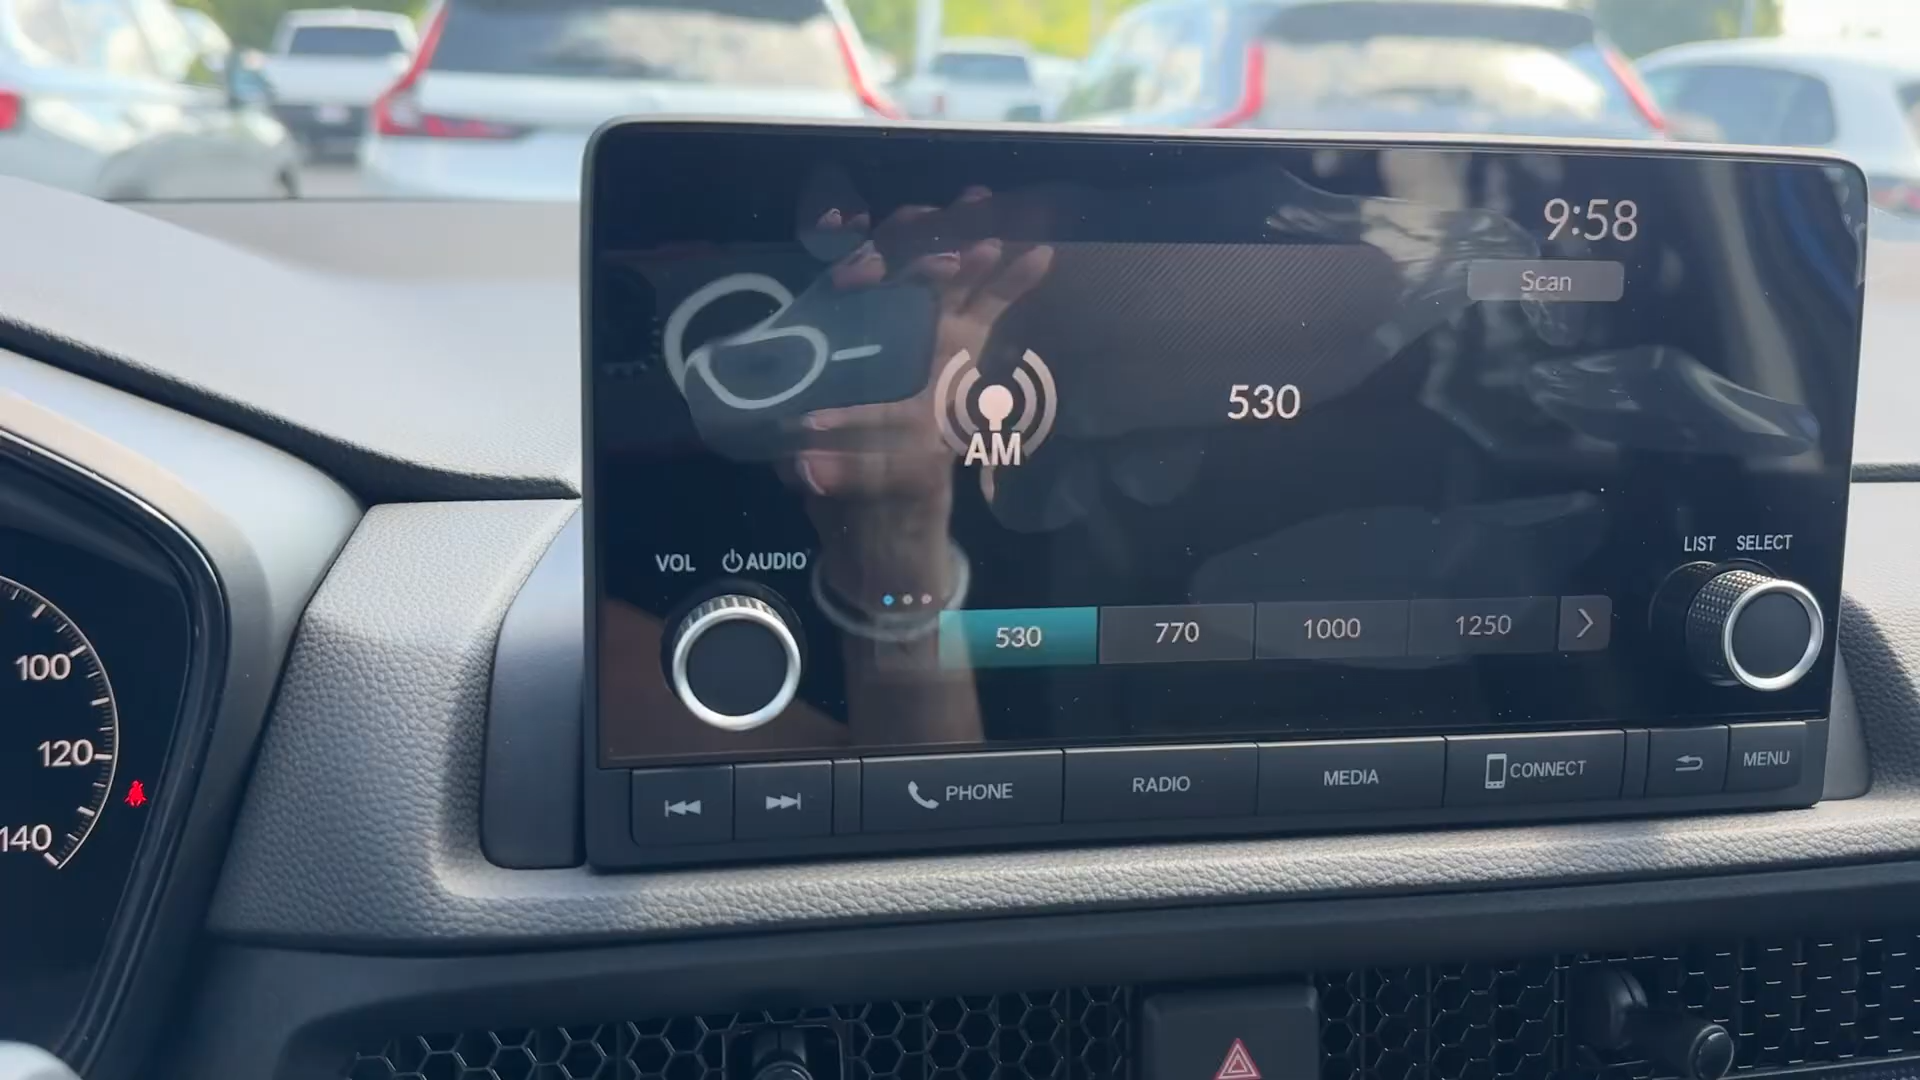 9:58
Scan
AM
530
VOL AUDIO
LIST SELECT
530 770 1000 1250
PHONE RADIO MEDIA CONNECT MENU
100
120
140